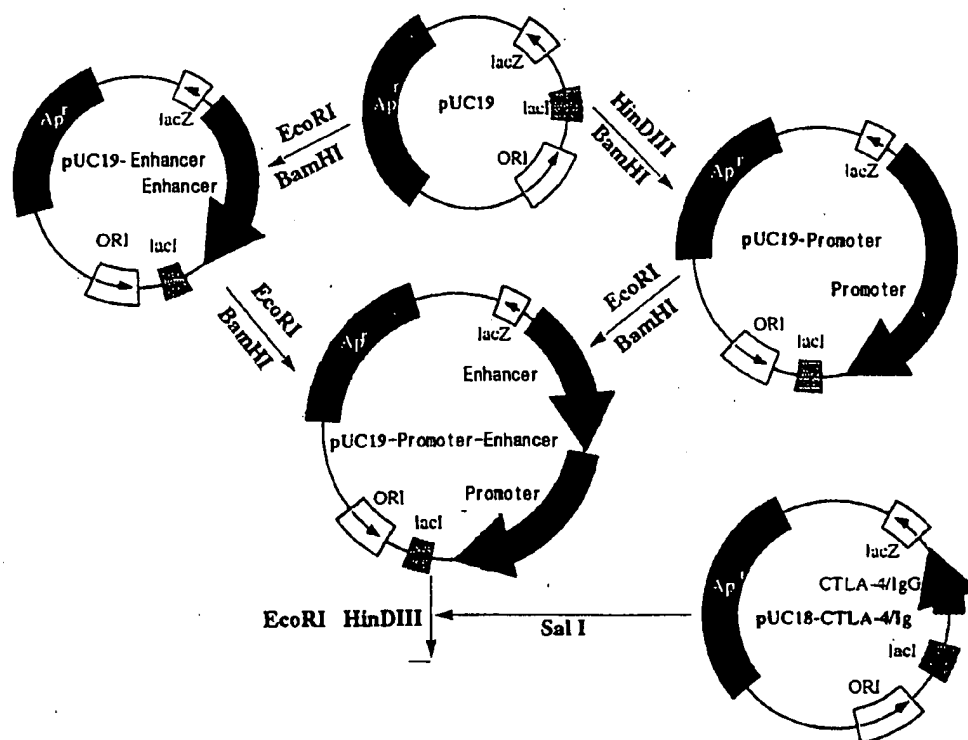 lacZ
pUC19
Ap^r
lacI
ORI
Ap^r
lacZ
pUC19-Enhancer
Enhancer
ORI
lacI
EcoRI
BamHI
HinDIII
BamHI
Ap^r
lacZ
pUC19-Promoter
Promoter
ORI
lacI
EcoRI
BamHI
EcoRI
BamHI
Ap^r
lacZ
Enhancer
pUC19-Promoter-Enhancer
Promoter
ORI
lacI
EcoRI HinDIII
Sal I
Ap^r
lacZ
CTLA-4/IgG
pUC18-CTLA-4/Ig
lacI
ORI